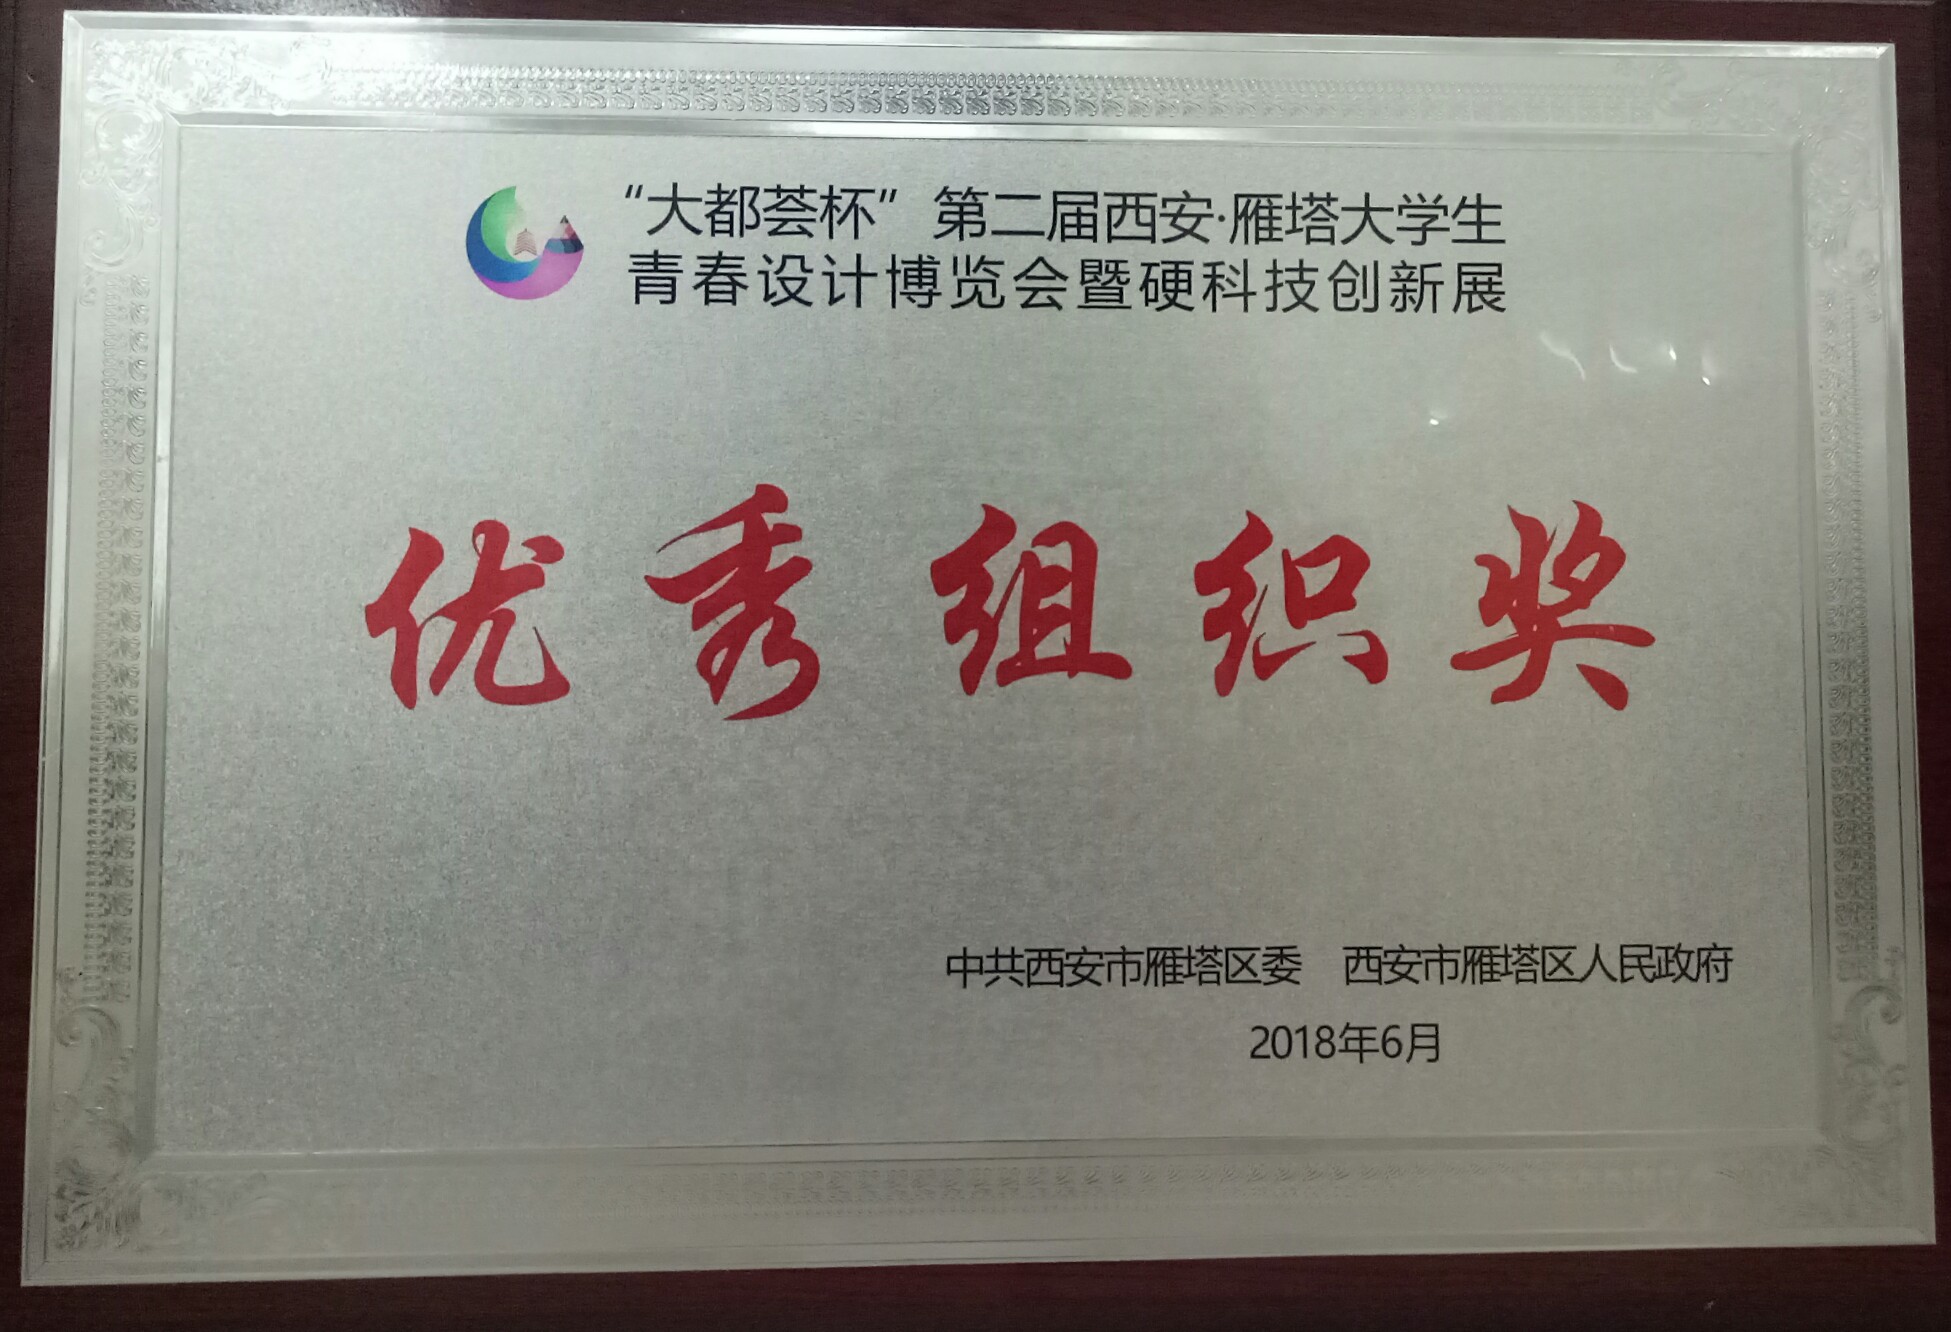 “大都荟杯”第二届西安·雁塔大学生
青春设计博览会暨硬科技创新展
优秀组织奖
中共西安市雁塔区委 西安市雁塔区人民政府
2018年6月